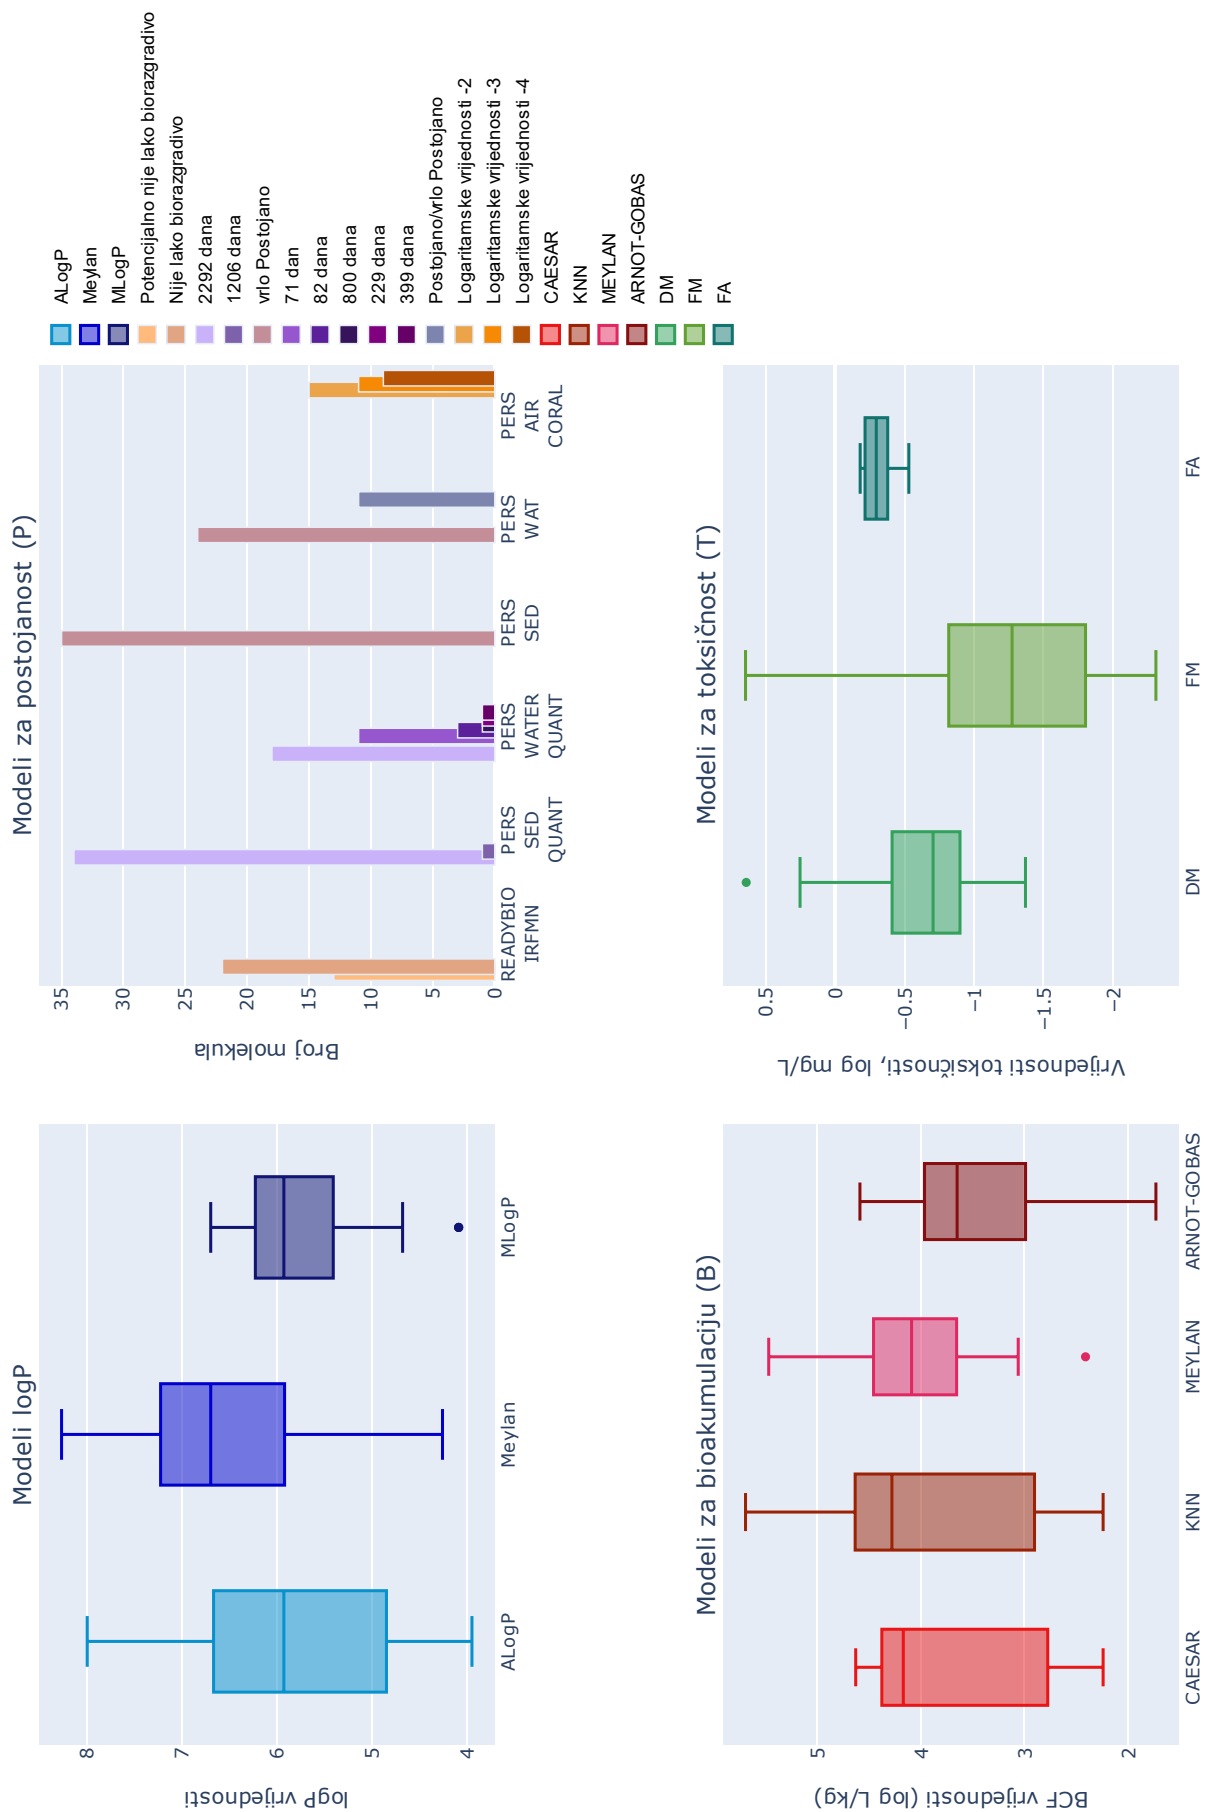 Modeli logP
logP vrijednosti
8
7
6
5
4
ALogP
Meylan
MLogP
Modeli za postojanost (P)
Broj molekula
35
30
25
20
15
10
5
0
READYBIO
IRFMN
PERS
SED
QUANT
PERS
WATER
QUANT
PERS
SED
PERS
WAT
PERS
AIR
CORAL
ALogP
Meylan
MLogP
Potencijalno nije lako biorazgradivo
Nije lako biorazgradivo
2292 dana
1206 dana
vrlo Postojano
71 dan
82 dana
800 dana
229 dana
399 dana
Postojano/vrlo Postojano
Logaritamske vrijednosti -2
Logaritamske vrijednosti -3
Logaritamske vrijednosti -4
CAESAR
KNN
MEYLAN
ARNOT-GOBAS
DM
FM
FA
Modeli za bioakumulaciju (B)
BCF vrijednosti (log L/kg)
5
4
3
2
CAESAR
KNN
MEYLAN
ARNOT-GOBAS
Modeli za toksičnost (T)
Vrijednosti toksičnosti, log mg/L
0.5
0
−0.5
−1
−1.5
−2
DM
FM
FA